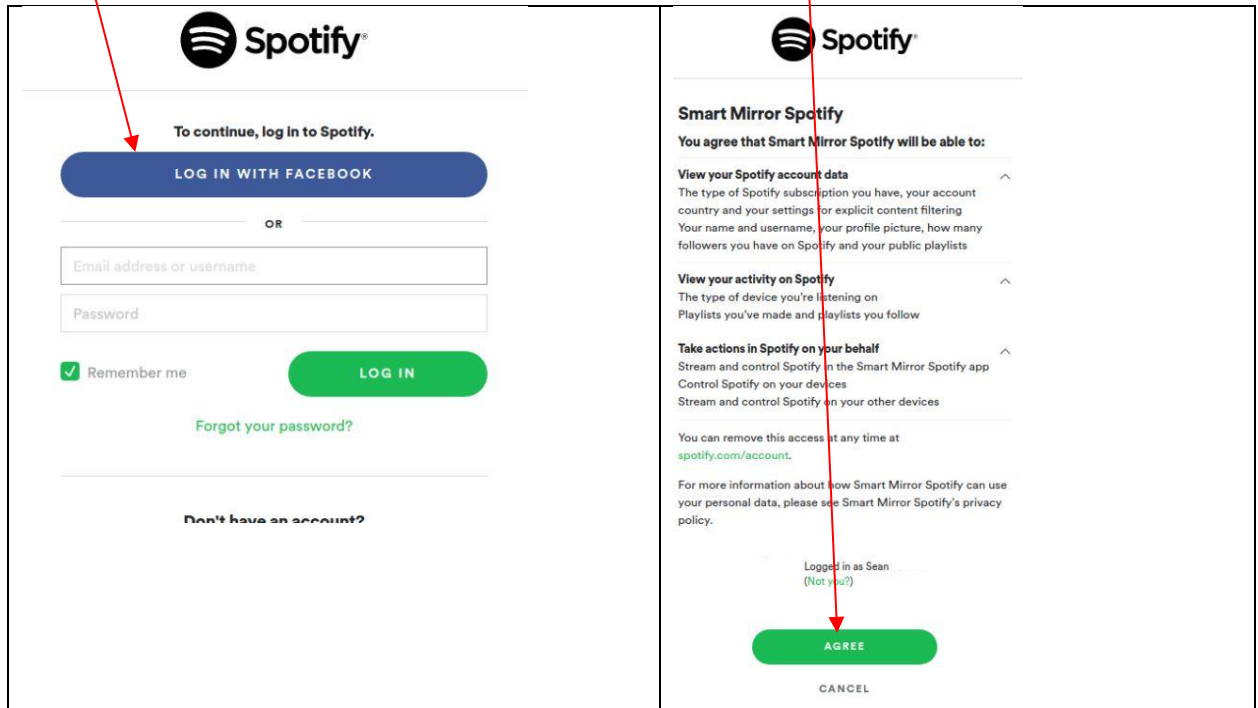 Spotify®
To continue, log in to Spotify.
LOG IN WITH FACEBOOK
OR
Email address or username
Password
Remember me
LOG IN
Forgot your password?
Don't have an account?
Spotify®
Smart Mirror Spotify
You agree that Smart Mirror Spotify will be able to:
View your Spotify account data
The type of Spotify subscription you have, your account
country and your settings for explicit content filtering
Your name and username, your profile picture, how many
followers you have on Spotify and your public playlists
View your activity on Spotify
The type of device you're listening on
Playlists you've made and playlists you follow
Take actions in Spotify on your behalf
Stream and control Spotify in the Smart Mirror Spotify app
Control Spotify on your devices
Stream and control Spotify on your other devices
You can remove this access at any time at
spotify.com/account.
For more information about how Smart Mirror Spotify can use
your personal data, please see Smart Mirror Spotify's privacy
policy.
Logged in as Sean
(Not you?)
AGREE
CANCEL